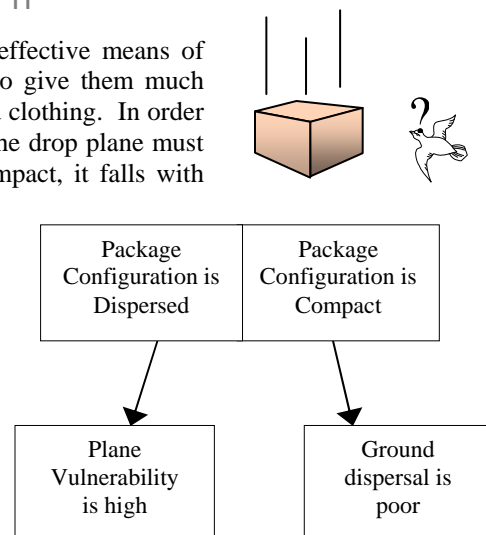 effective means of
o give them much
clothing. In order
he drop plane must
mpact, it falls with
?
Package
Configuration is
Dispersed
Package
Configuration is
Compact
Plane
Vulnerability
is high
Ground
dispersal is
poor